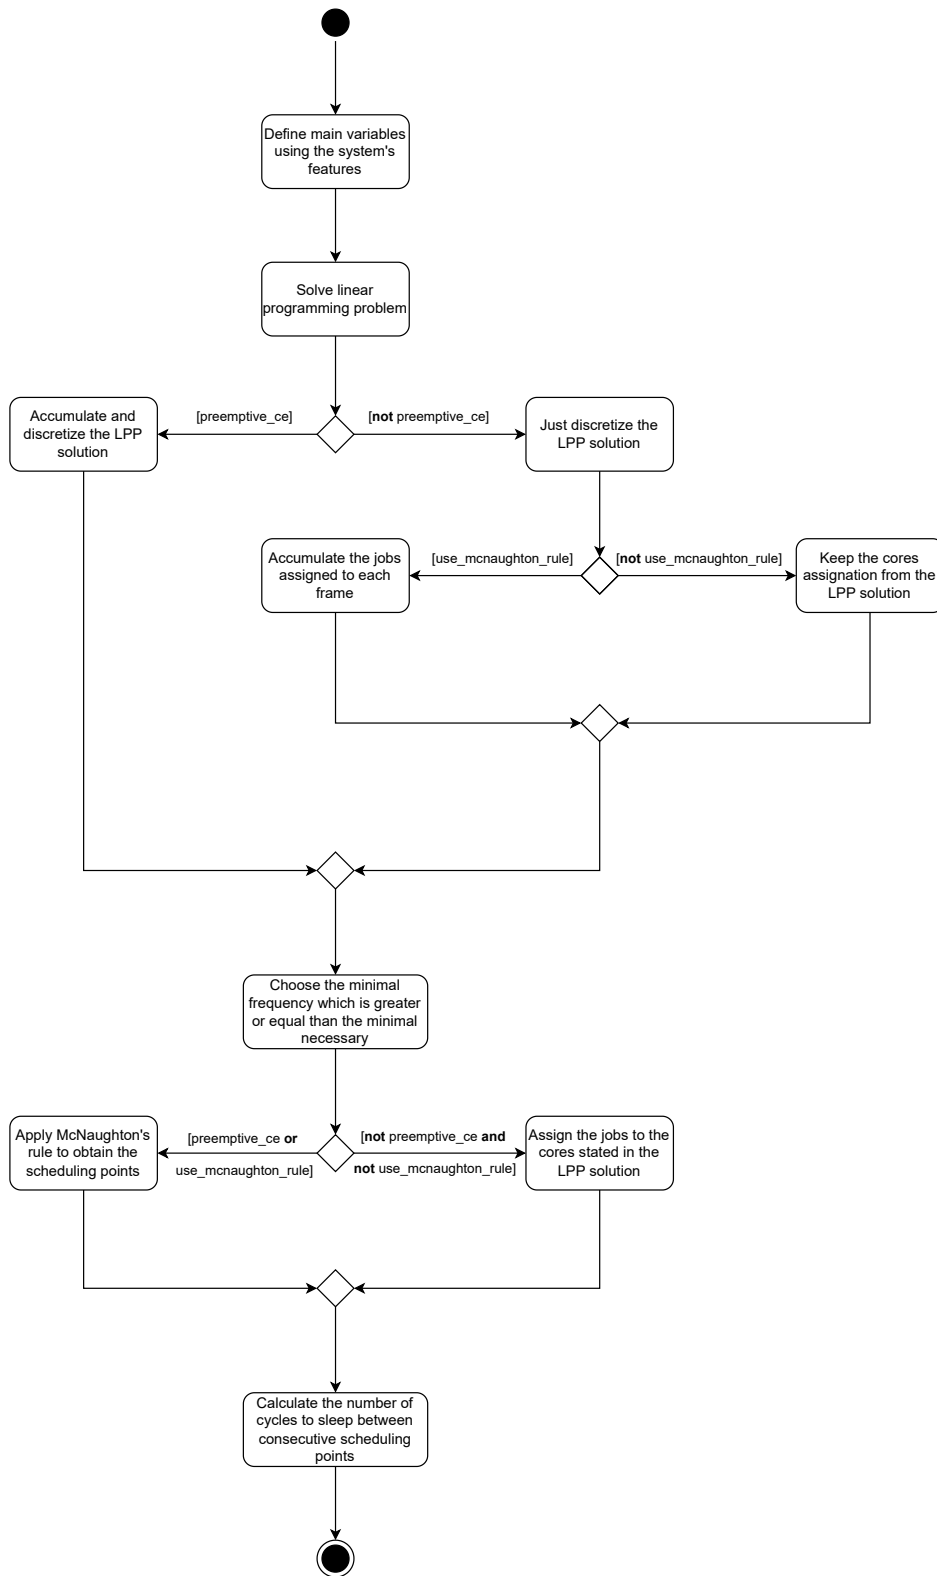 Define main variables
using the system's
features
Solve linear
programming problem
Accumulate and
discretize the LPP
solution
[preemptive_ce]
[not preemptive_ce]
Just discretize the
LPP solution
Accumulate the jobs
assigned to each
frame
[use_mcnaughton_rule]
[not use_mcnaughton_rule]
Keep the cores
assignation from the
LPP solution
Choose the minimal
frequency which is greater
or equal than the minimal
necessary
Apply McNaughton's
rule to obtain the
scheduling points
[preemptive_ce or
use_mcnaughton_rule]
[not preemptive_ce and
not use_mcnaughton_rule]
Assign the jobs to the
cores stated in the
LPP solution
Calculate the number of
cycles to sleep between
consecutive scheduling
points